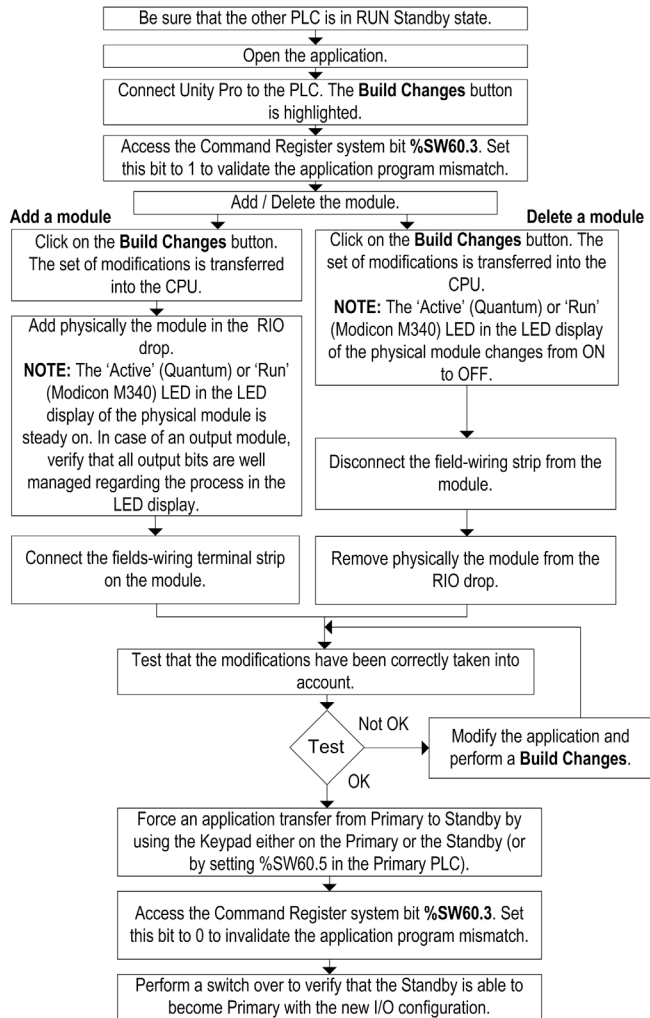 Be sure that the other PLC is in RUN Standby state.
Open the application.
Connect Unity Pro to the PLC. The Build Changes button
is highlighted.
Access the Command Register system bit %SW60.3. Set
this bit to 1 to validate the application program mismatch.
Add / Delete the module.
Add a module
Click on the Build Changes button.
The set of modifications is transferred
into the CPU.
Add physically the module in the RIO
drop.
NOTE: The ‘Active’ (Quantum) or ‘Run’
(Modicon M340) LED in the LED
display of the physical module is
steady on. In case of an output module,
verify that all output bits are well
managed regarding the process in the
LED display.
Connect the fields-wiring terminal strip
on the module.
Delete a module
Click on the Build Changes button. The
set of modifications is transferred into the
CPU.
NOTE: The ‘Active’ (Quantum) or ‘Run’
(Modicon M340) LED in the LED display
of the physical module changes from ON
to OFF.
Disconnect the field-wiring strip from the
module.
Remove physically the module from the
RIO drop.
Test that the modifications have been correctly taken into
account.
Test
Not OK
Modify the application and
perform a Build Changes.
OK
Force an application transfer from Primary to Standby by
using the Keypad either on the Primary or the Standby (or
by setting %SW60.5 in the Primary PLC).
Access the Command Register system bit %SW60.3. Set
this bit to 0 to invalidate the application program mismatch.
Perform a switch over to verify that the Standby is able to
become Primary with the new I/O configuration.